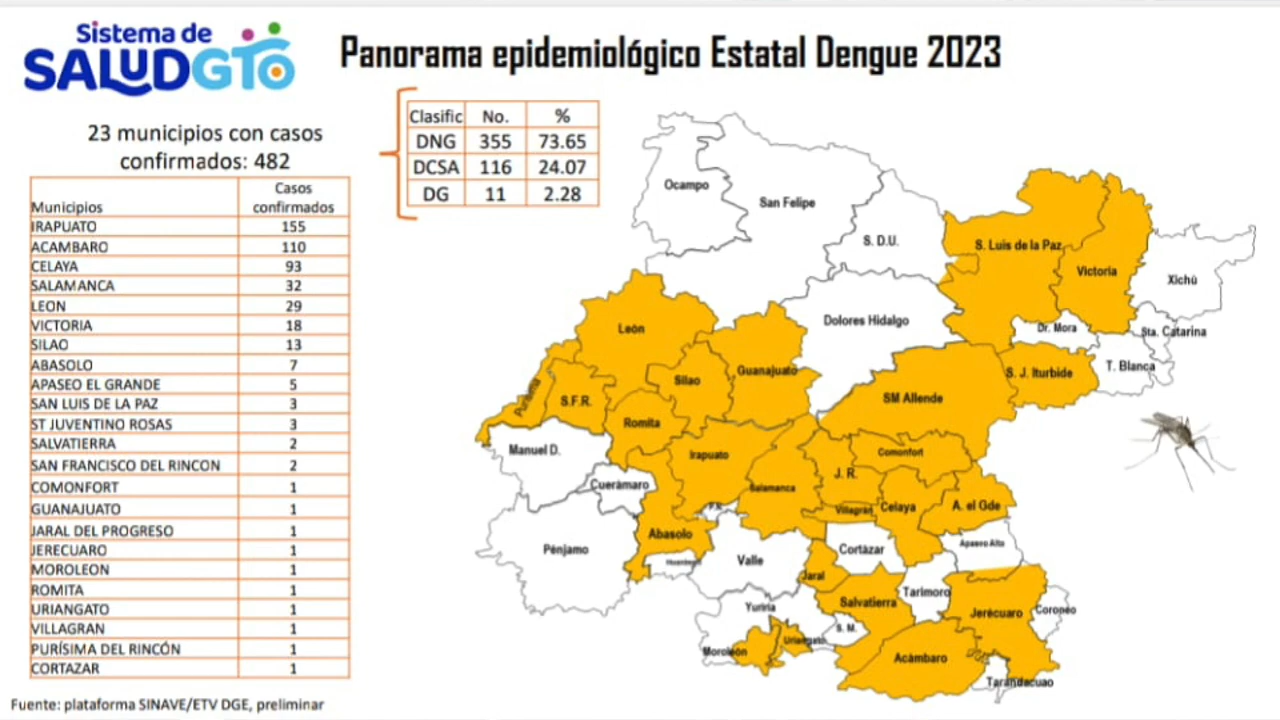 Sistema de
SALUDGTO
Panorama epidemiológico Estatal Dengue 2023
23 municipios con casos
confirmados: 482
Clasific No. %
DNG 355 73.65
DCSA 116 24.07
DG 11 2.28
Municipios Casos confirmados
IRAPUATO 155
ACAMBARO 110
CELAYA 93
SALAMANCA 32
LEON 29
VICTORIA 18
SILAO 13
ABASOLO 7
APASEO EL GRANDE 5
SAN LUIS DE LA PAZ 3
ST JUVENTINO ROSAS 3
SALVATIERRA 2
SAN FRANCISCO DEL RINCON 2
COMONFORT 1
GUANAJUATO 1
JARAL DEL PROGRESO 1
JERECUARO 1
MOROLEON 1
ROMITA 1
URIANGATO 1
VILLAGRAN 1
PURÍSIMA DEL RINCÓN 1
CORTAZAR 1
Ocampo
San Felipe
S. D.U.
S. Luis de la Paz
Victoria
Xichú
León
Dolores Hidalgo
Dr. Mora
Sta. Catarina
Silao
Guanajuato
S. J. Iturbide
T. Blanca
Purísima
S.F.R.
SM Allende
Romita
Manuel D.
Irapuato
Comonfort
Cuerámaro
Salamanca
J. R.
Villagrán
Celaya
A. el Gde
Abasolo
Pénjamo
Valle
Cortázar
Apaseo Alto
Jaral
Tarimoro
Salvatierra
Yuriria
Jerécuaro
Coroneo
S. M.
Uriangato
Moroleón
Acámbaro
Tarandacuao
Fuente: plataforma SINAVE/ETV DGE, preliminar